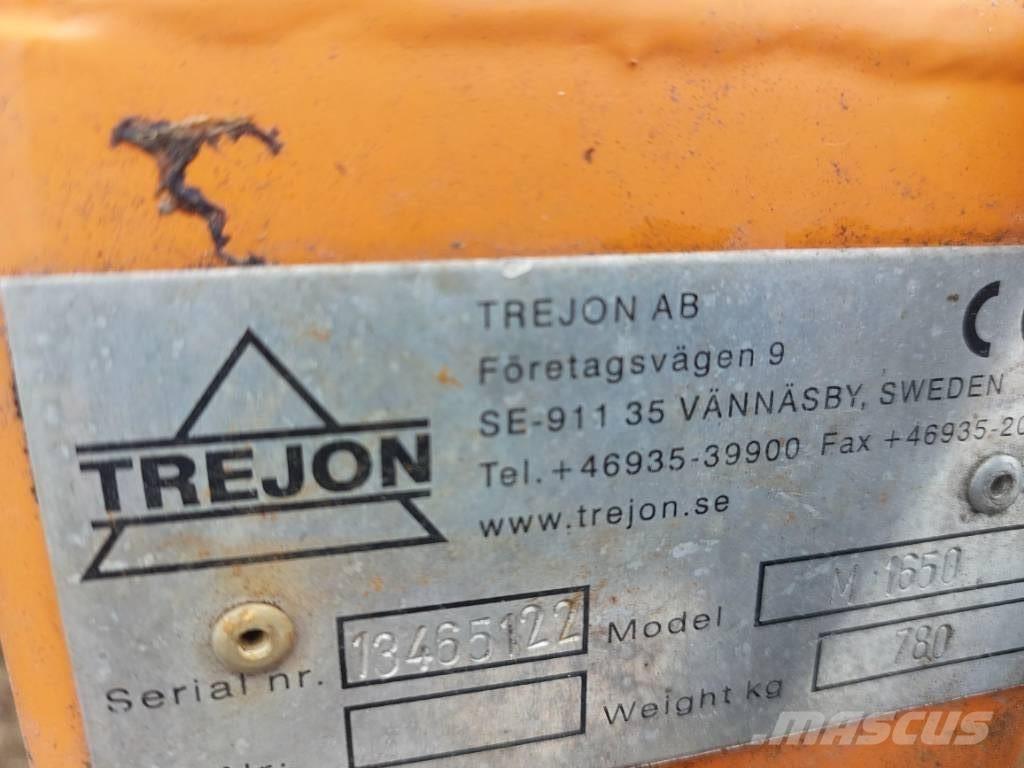 TREJON
TREJON AB
Företagsvägen 9
SE-911 35 VÄNNÄSBY, SWEDEN
Tel. +46935-39900 Fax +46935-20
www.trejon.se
CE
Serial nr. 13465122
Model M 1650
Weight kg 780
MASCUS